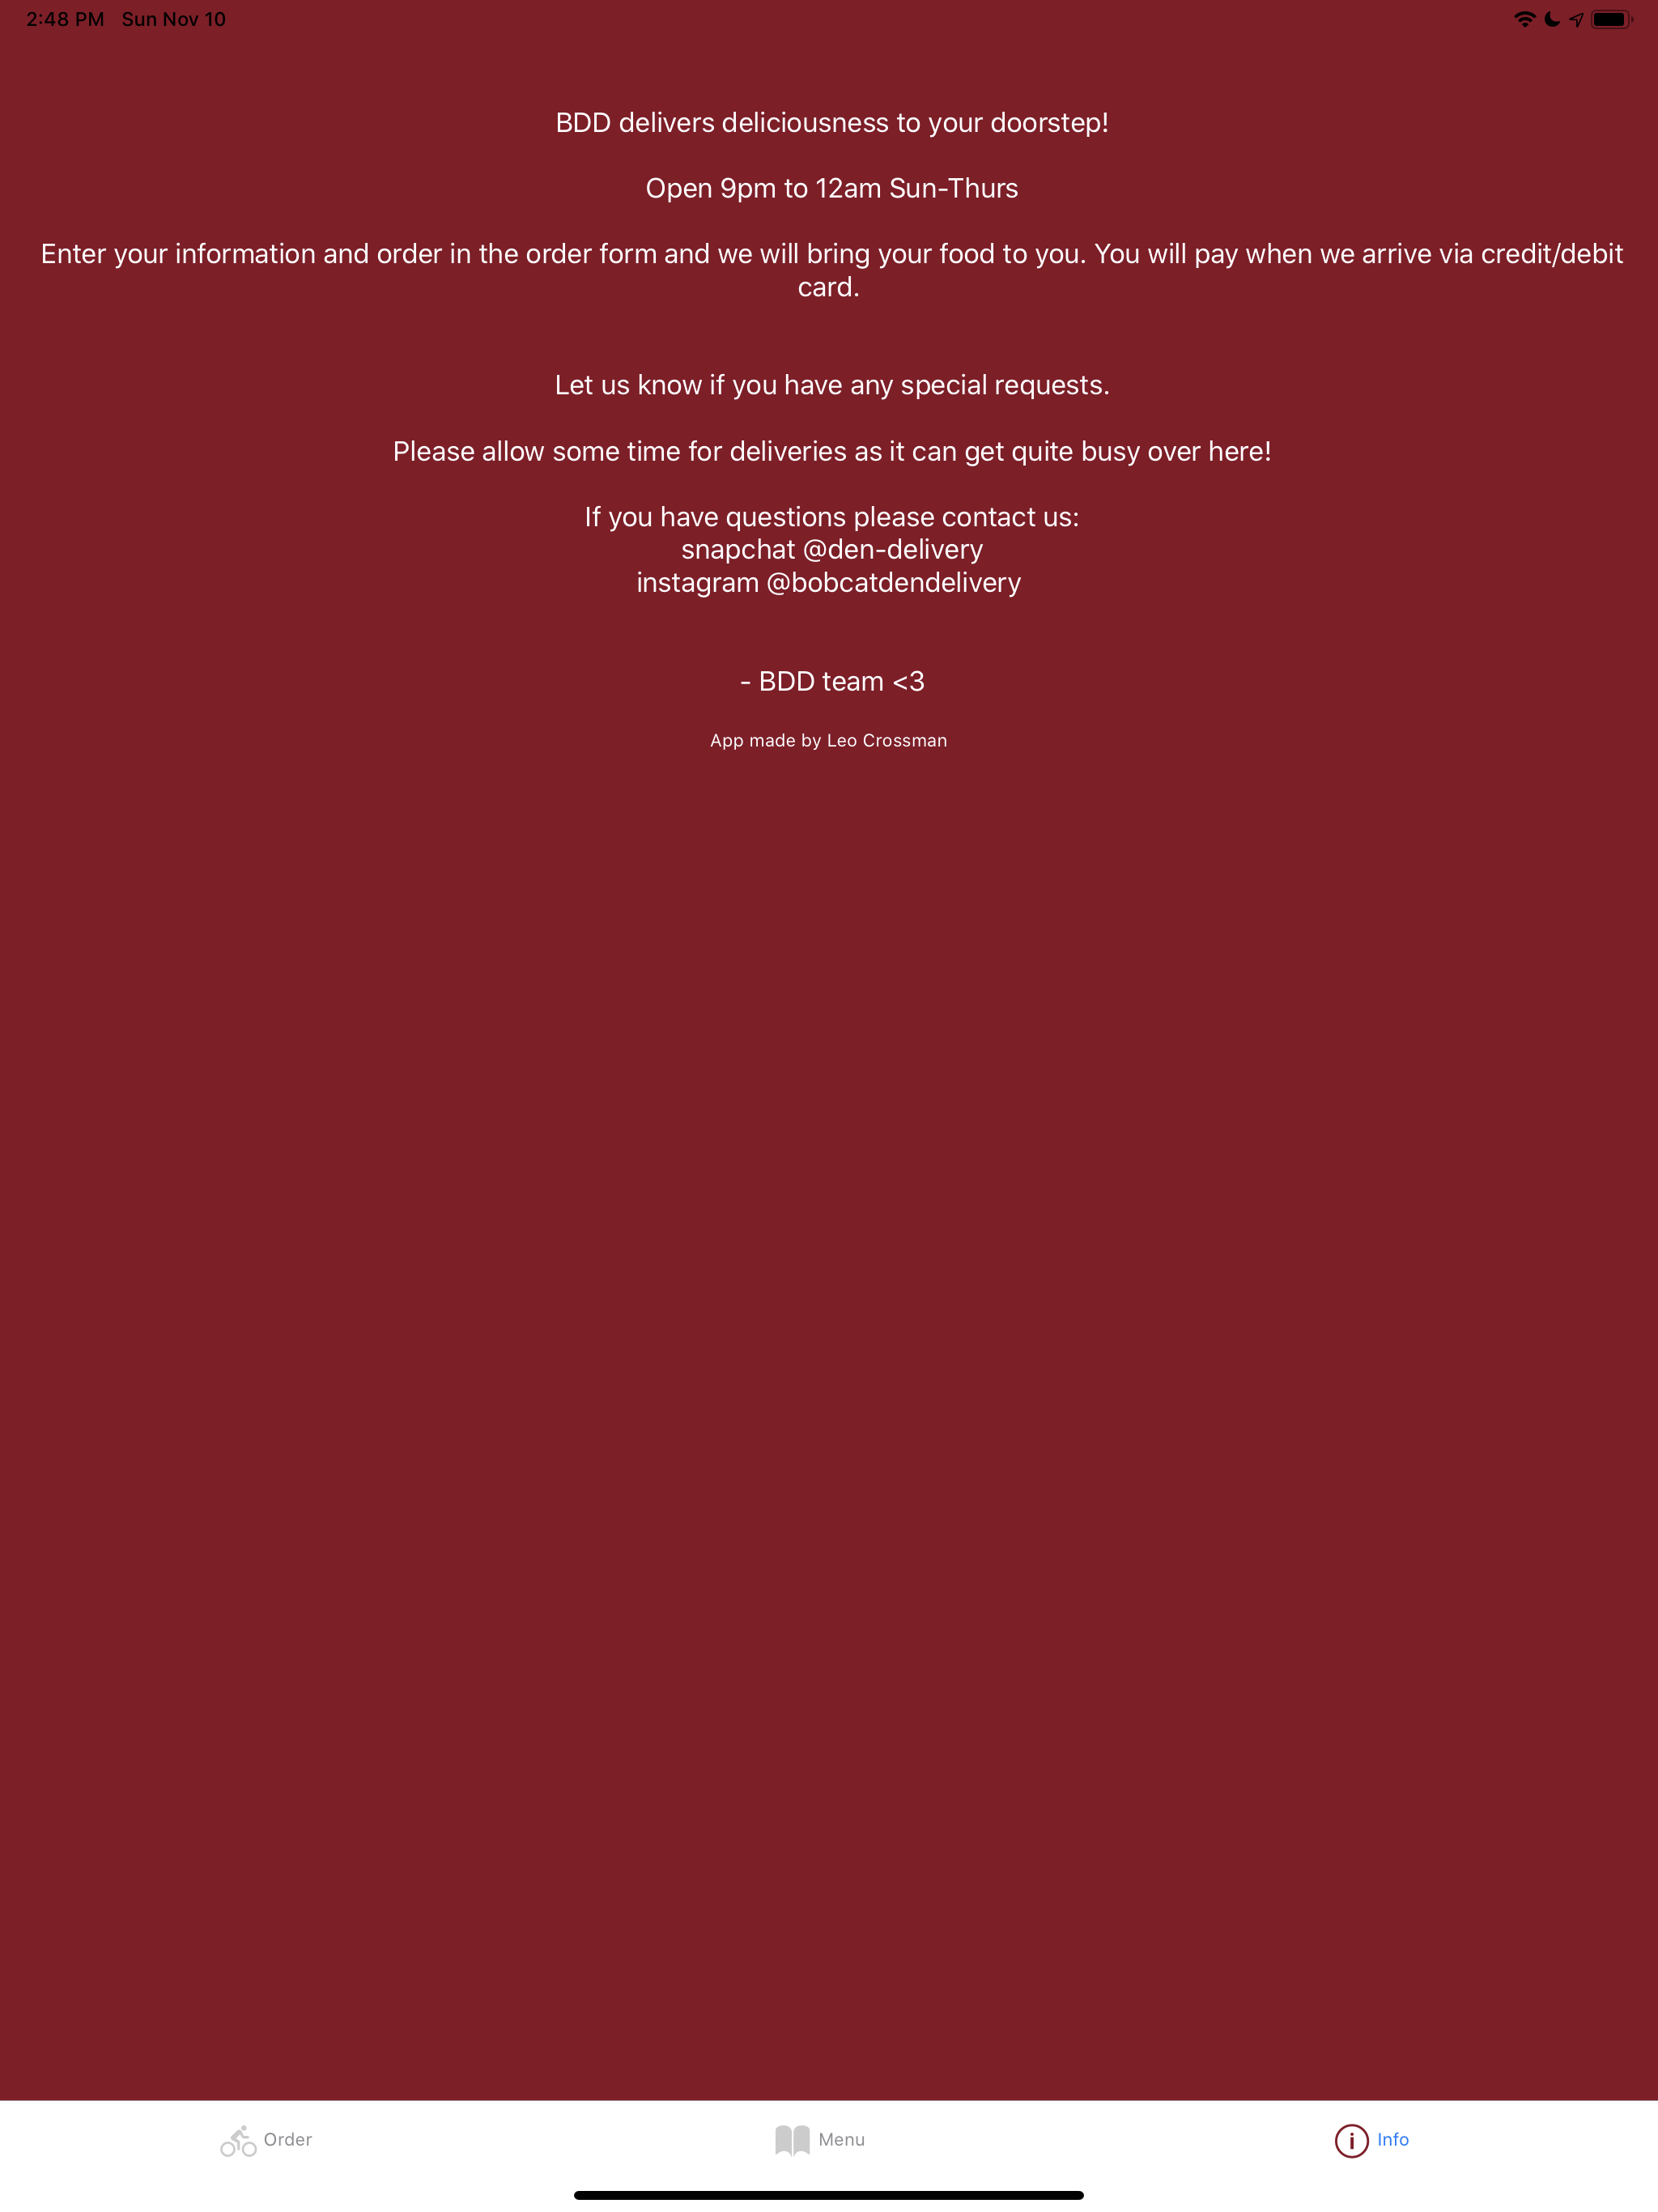 2:48 PM Sun Nov 10
BDD delivers deliciousness to your doorstep!
Open 9pm to 12am Sun-Thurs
Enter your information and order in the order form and we will bring your food to you. You will pay when we arrive via credit/debit
card.
Let us know if you have any special requests.
Please allow some time for deliveries as it can get quite busy over here!
If you have questions please contact us:
snapchat @den-delivery
instagram @bobcatdendelivery
- BDD team <3
App made by Leo Crossman
Order
Menu
Info